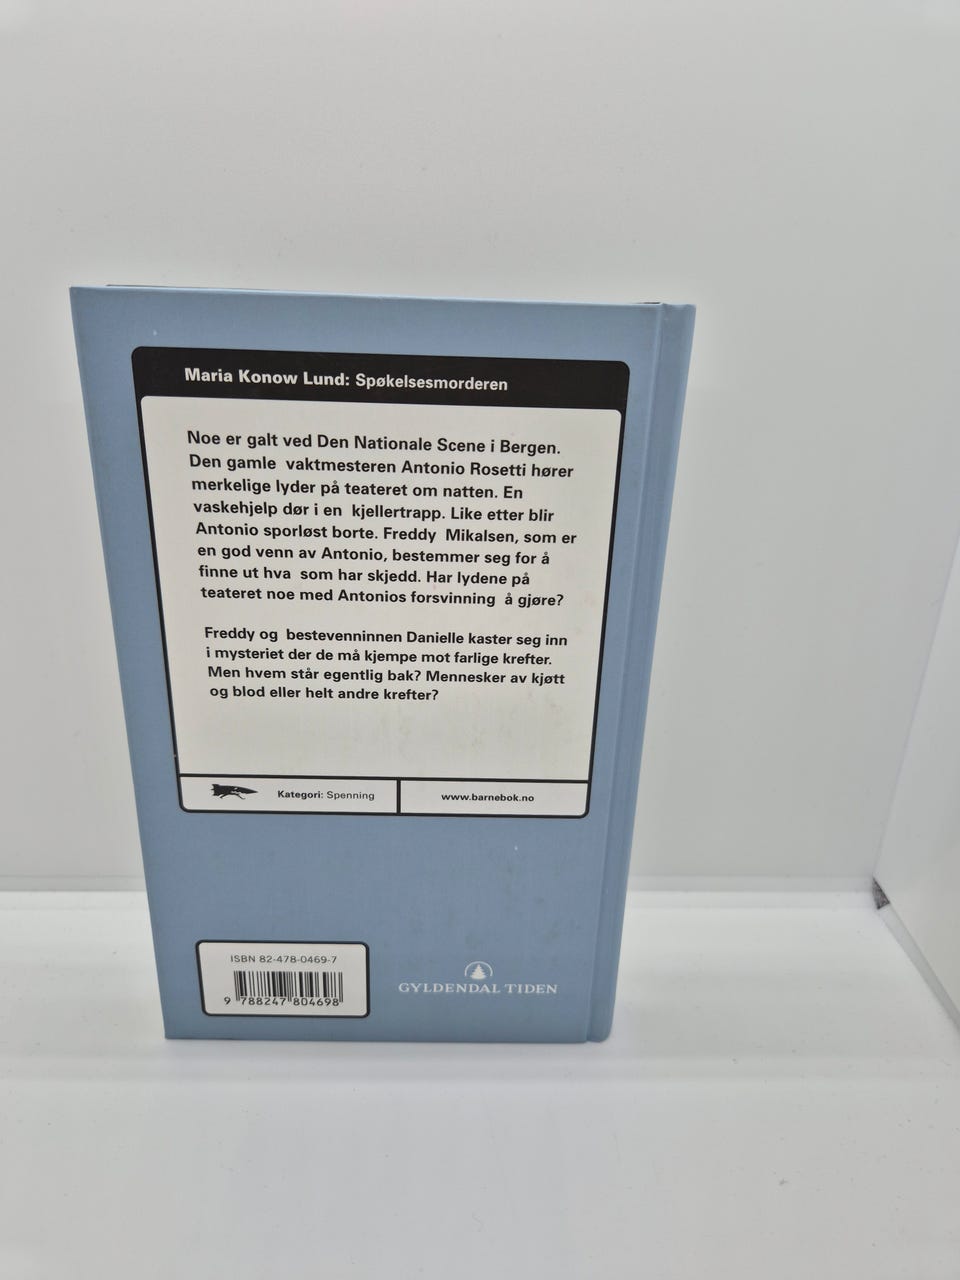 Maria Konow Lund: Spøkelsesmorderen
Noe er galt ved Den Nationale Scene i Bergen.
Den gamle vaktmesteren Antonio Rosetti hører
merkelige lyder på teateret om natten. En
vaskehjelp dør i en kjellertrapp. Like etter blir
Antonio sporløst borte. Freddy Mikalsen, som er
en god venn av Antonio, bestemmer seg for å
finne ut hva som har skjedd. Har lydene på
teateret noe med Antonios forsvinning å gjøre?
Freddy og bestevenninnen Danielle kaster seg inn
i mysteriet der de må kjempe mot farlige krefter.
Men hvem står egentlig bak? Mennesker av kjøtt
og blod eller helt andre krefter?
Kategori: Spenning
www.barnebok.no
ISBN 82-478-0469-7
9 788247 804698
GYLDENDAL TIDEN